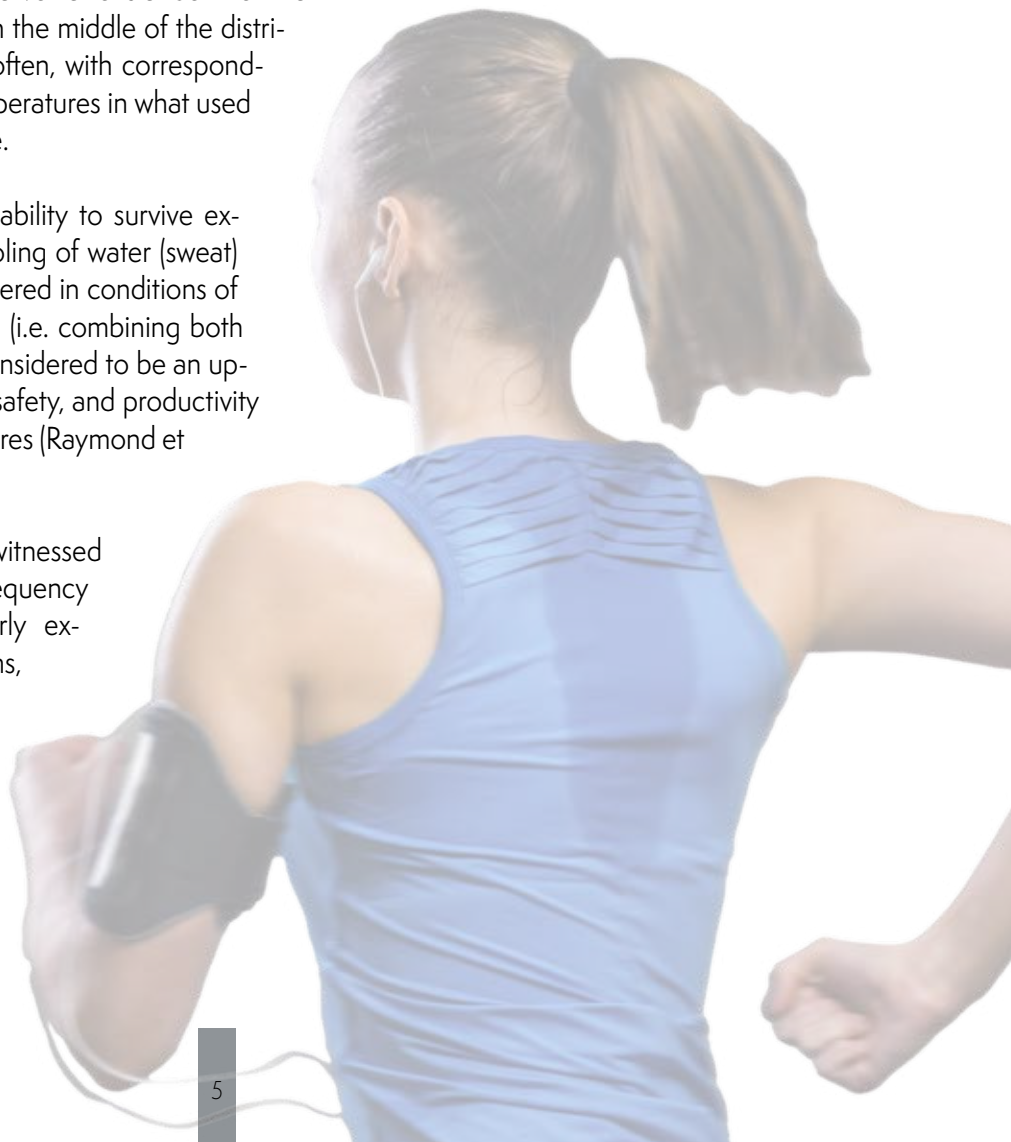 n the middle of the distri-
often, with correspond-
peratures in what used
e.
ability to survive ex-
oling of water (sweat)
ered in conditions of
(i.e. combining both
nsidered to be an up-
safety, and productivity
res (Raymond et
witnessed
equency
rly ex-
ns,
5